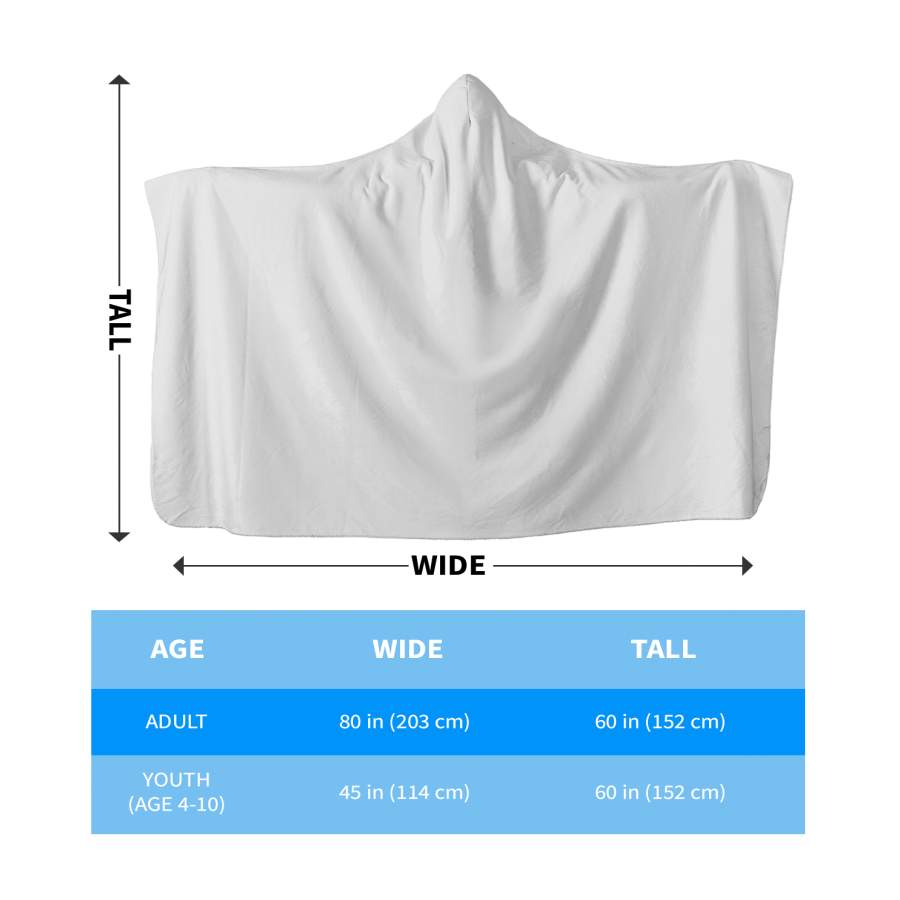 TALL
WIDE
AGE WIDE TALL
ADULT 80 in (203 cm) 60 in (152 cm)
YOUTH
(AGE 4-10) 45 in (114 cm) 60 in (152 cm)